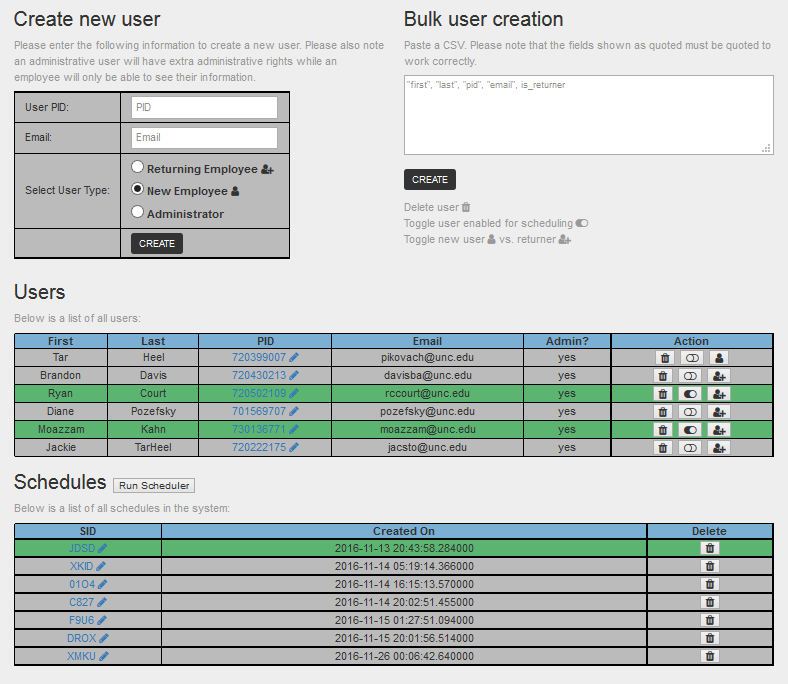 Create new user
Please enter the following information to create a new user. Please also note
an administrative user will have extra administrative rights while an
employee will only be able to see their information.
User PID: PID
Email: Email
Select User Type:
Returning Employee
New Employee
Administrator
CREATE
Bulk user creation
Paste a CSV. Please note that the fields shown as quoted must be quoted to
work correctly.
"first", "last", "pid", "email", is_returner
CREATE
Delete user
Toggle user enabled for scheduling
Toggle new user vs. returner
Users
Below is a list of all users:
First Last PID Email Admin? Action
Tar Heel 720399007 pikovach@unc.edu yes
Brandon Davis 720430213 davisba@unc.edu yes
Ryan Court 720502109 rccourt@unc.edu yes
Diane Pozefsky 701569707 pozefsky@unc.edu yes
Moazzam Kahn 730136771 moazzam@unc.edu yes
Jackie TarHeel 720222175 jacsto@unc.edu yes
Schedules Run Scheduler
Below is a list of all schedules in the system:
SID Created On Delete
JDSD 2016-11-13 20:43:58.284000
XKID 2016-11-14 05:19:14.366000
01O4 2016-11-14 16:15:13.570000
C827 2016-11-14 20:02:51.455000
F9U6 2016-11-15 01:27:51.094000
DROX 2016-11-15 20:01:56.514000
XMKU 2016-11-26 00:06:42.640000